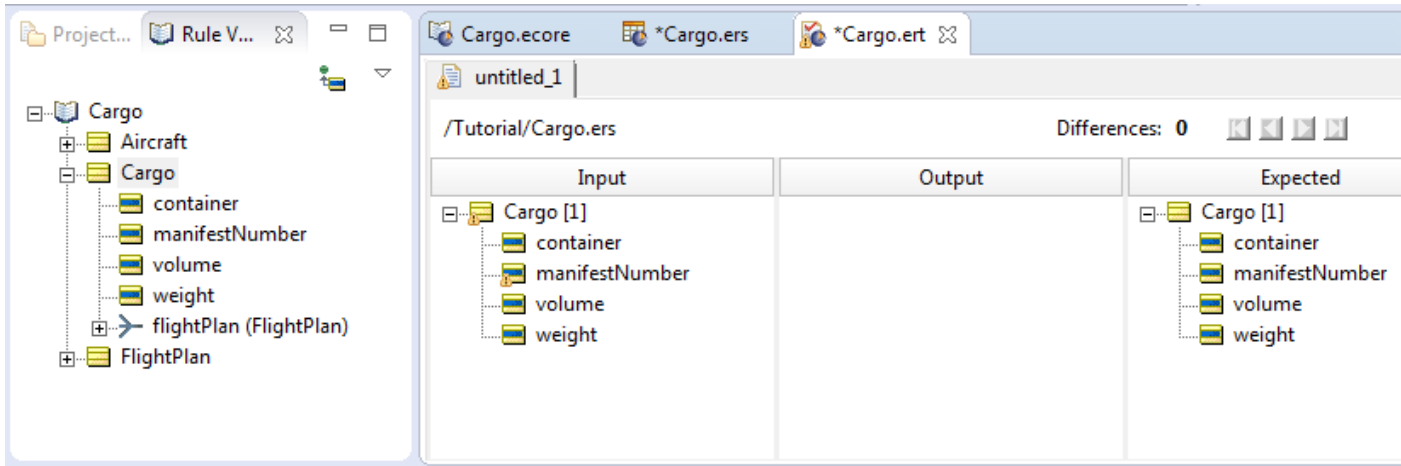 Project... Rule V...
Cargo
Aircraft
Cargo
container
manifestNumber
volume
weight
flightPlan (FlightPlan)
FlightPlan
Cargo.ecore *Cargo.ers *Cargo.ert
untitled_1
/Tutorial/Cargo.ers Differences: 0
Input Output Expected
Cargo [1] Cargo [1]
container container
manifestNumber manifestNumber
volume volume
weight weight